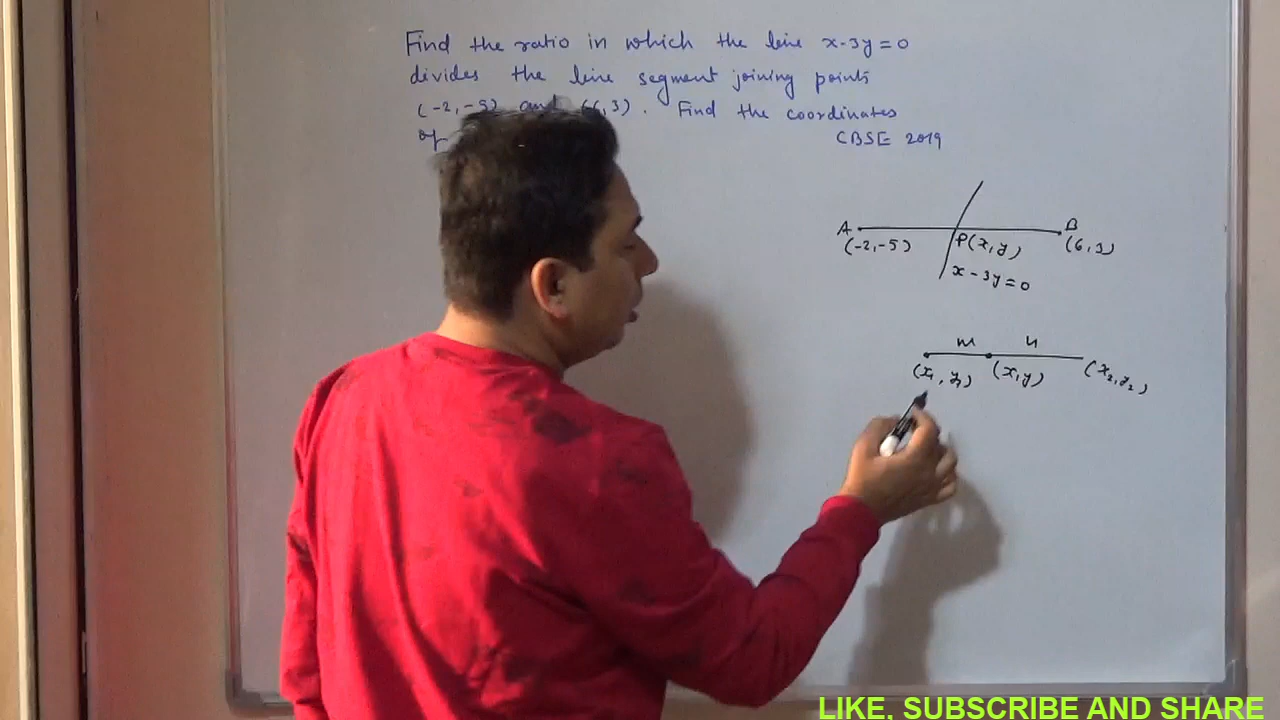 Find the ratio in which the line x-3y=0
divides the line segment joining points
(-2,-5) and (6,3). Find the coordinates
of
CBSE 2019
A
B
(-2,-5)
P(x,y)
(6,3)
x-3y=0
m
n
(x₁,y₁)
(x,y)
(x₂,y₂)
LIKE, SUBSCRIBE AND SHARE